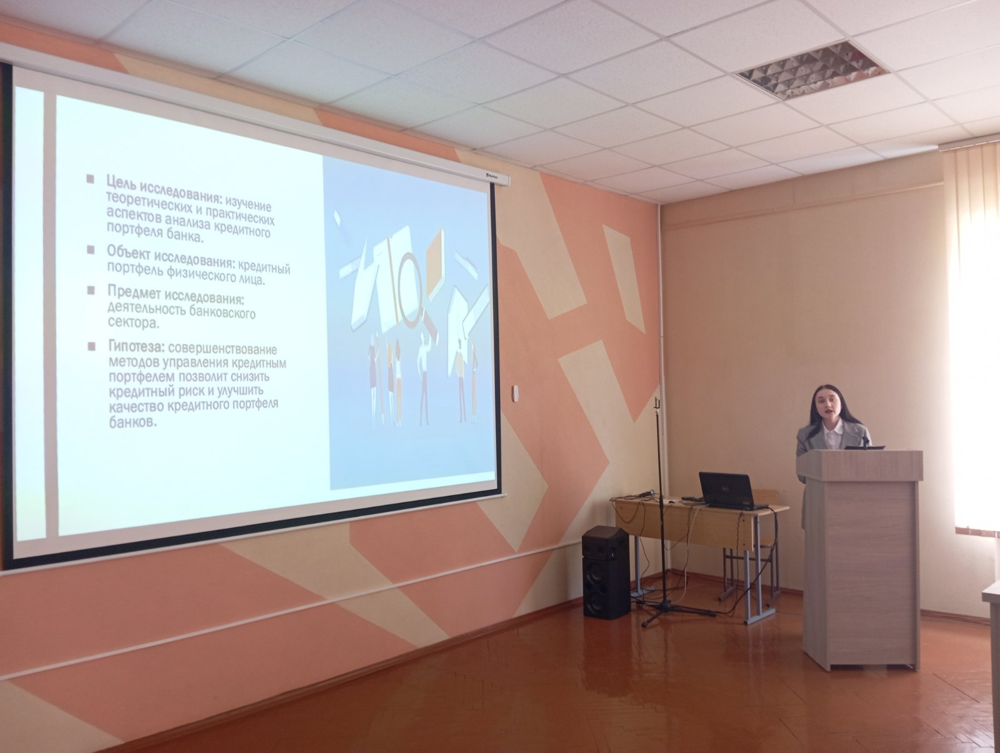 Цель исследования: изучение
теоретических и практических
аспектов анализа кредитного
портфеля банка.
Объект исследования: кредитный
портфель физического лица.
Предмет исследования:
деятельность банковского
сектора.
Гипотеза: совершенствование
методов управления кредитным
портфелем позволит снизить
кредитный риск и улучшить
качество кредитного портфеля
банков.
DELL